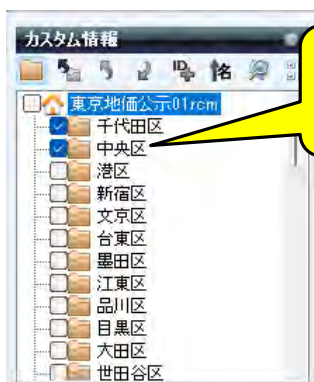 カスタム情報
ID 名
東京地価公示01rcm
千代田区
中央区
港区
新宿区
文京区
台東区
墨田区
江東区
品川区
目黒区
大田区
世田谷区